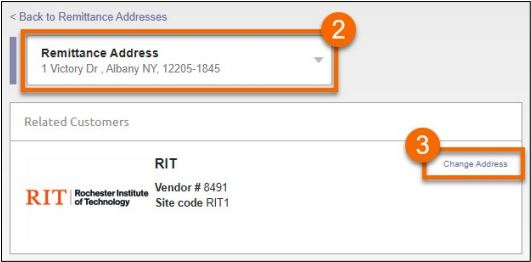 < Back to Remittance Addresses
2
Remittance Address
1 Victory Dr , Albany NY, 12205-1845
Related Customers
3
RIT
Change Address
RIT Rochester Institute
of Technology
Vendor # 8491
Site code RIT1